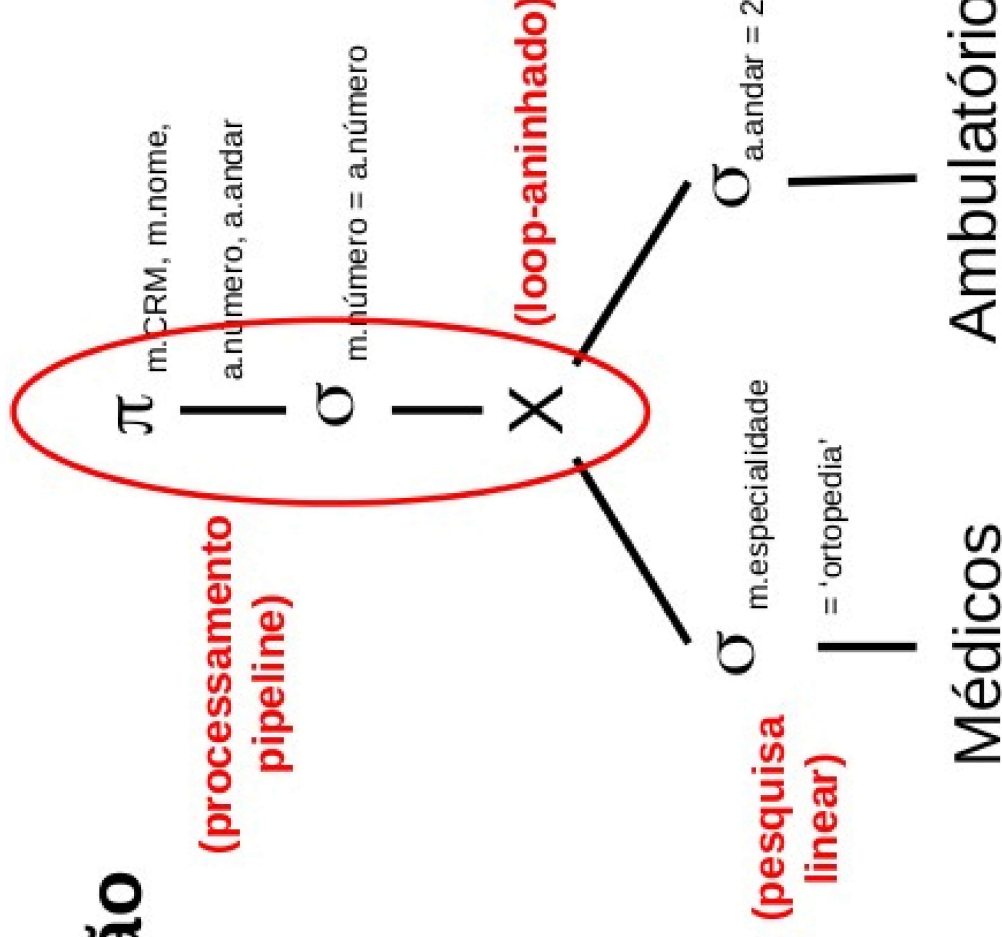 ão
(processamento
pipeline)
π m.CRM, m.nome,
a.número, a.andar
σ m.número = a.número
X (loop-aninhado)
(pesquisa
linear)
σ m.especialidade
= ‘ortopedia’
σ a.andar = 2
Médicos
Ambulatório